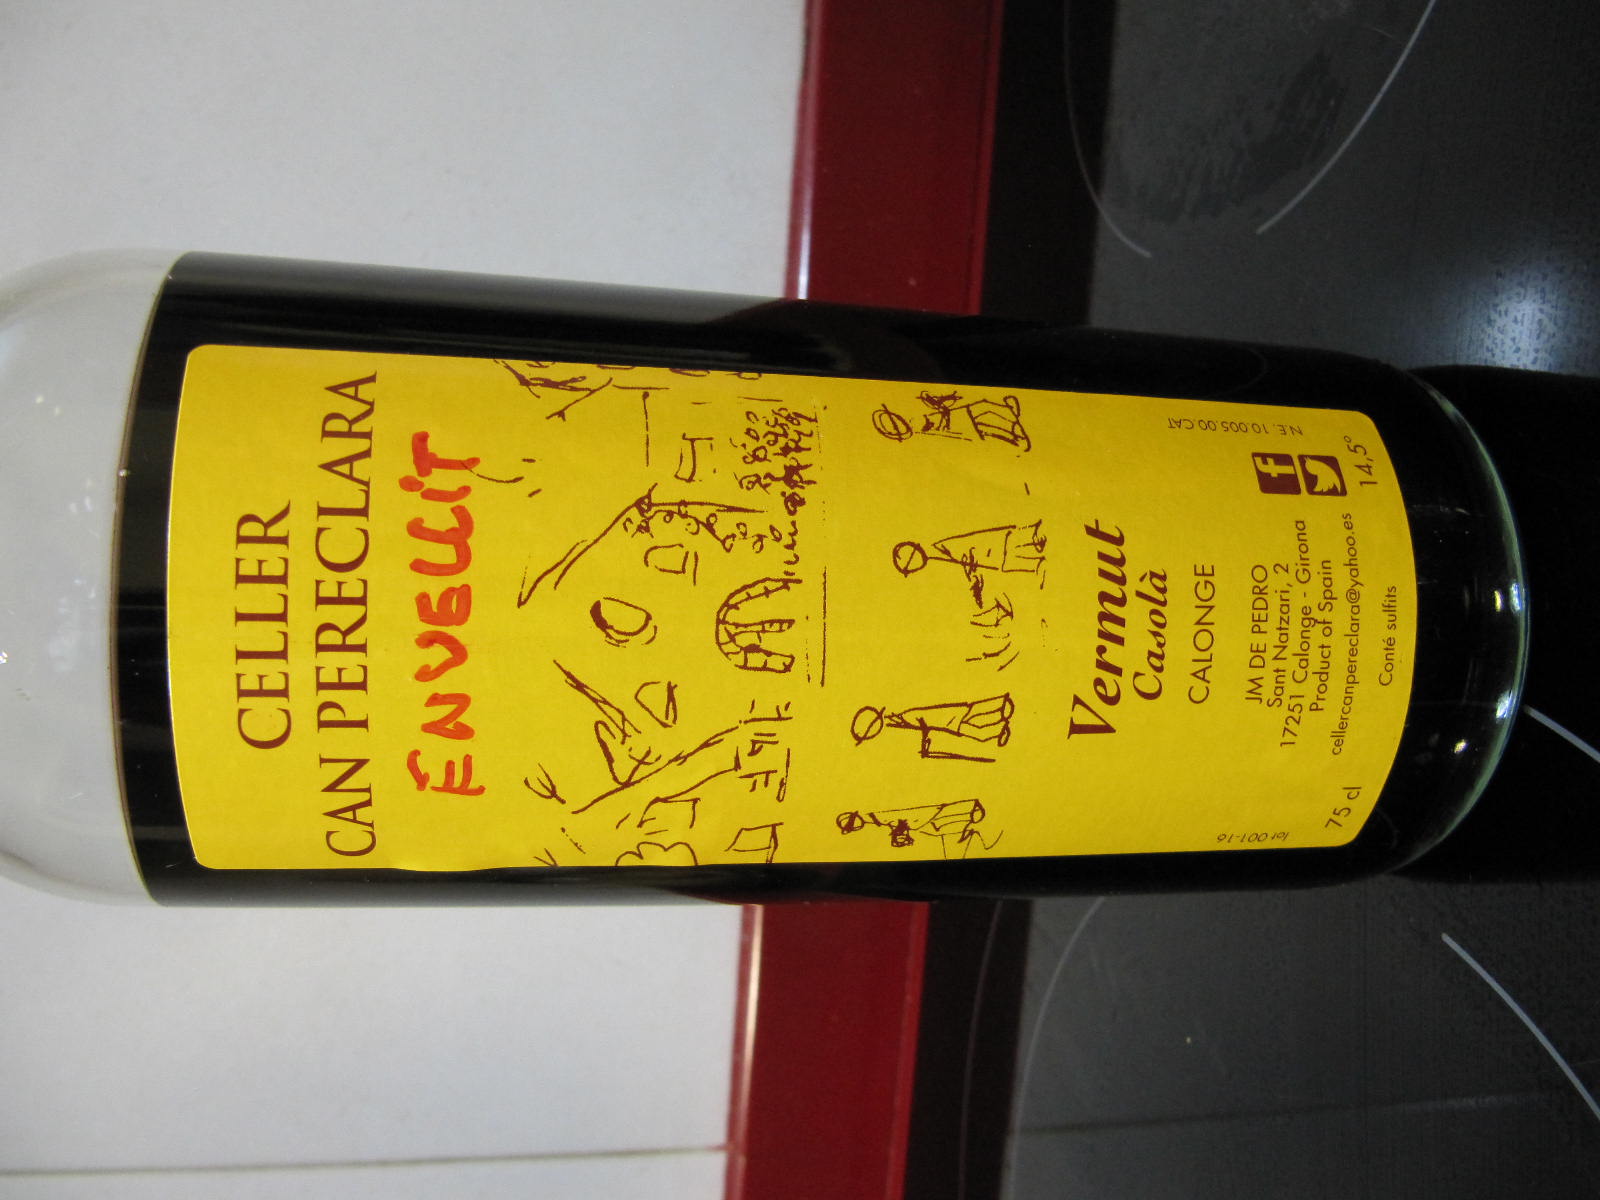 CELLER
CAN PERECLARA
ENVELLiT
Vermut
Casolà
CALONGE
JM DE PEDRO
Sant Natzari, 2
17251 Calonge - Girona
Product of Spain
cellercanpereclara@yahoo.es
Conté sulfits
75 cl
14,5º
lot 001-16
N.E. 10.005.00.CAT
f